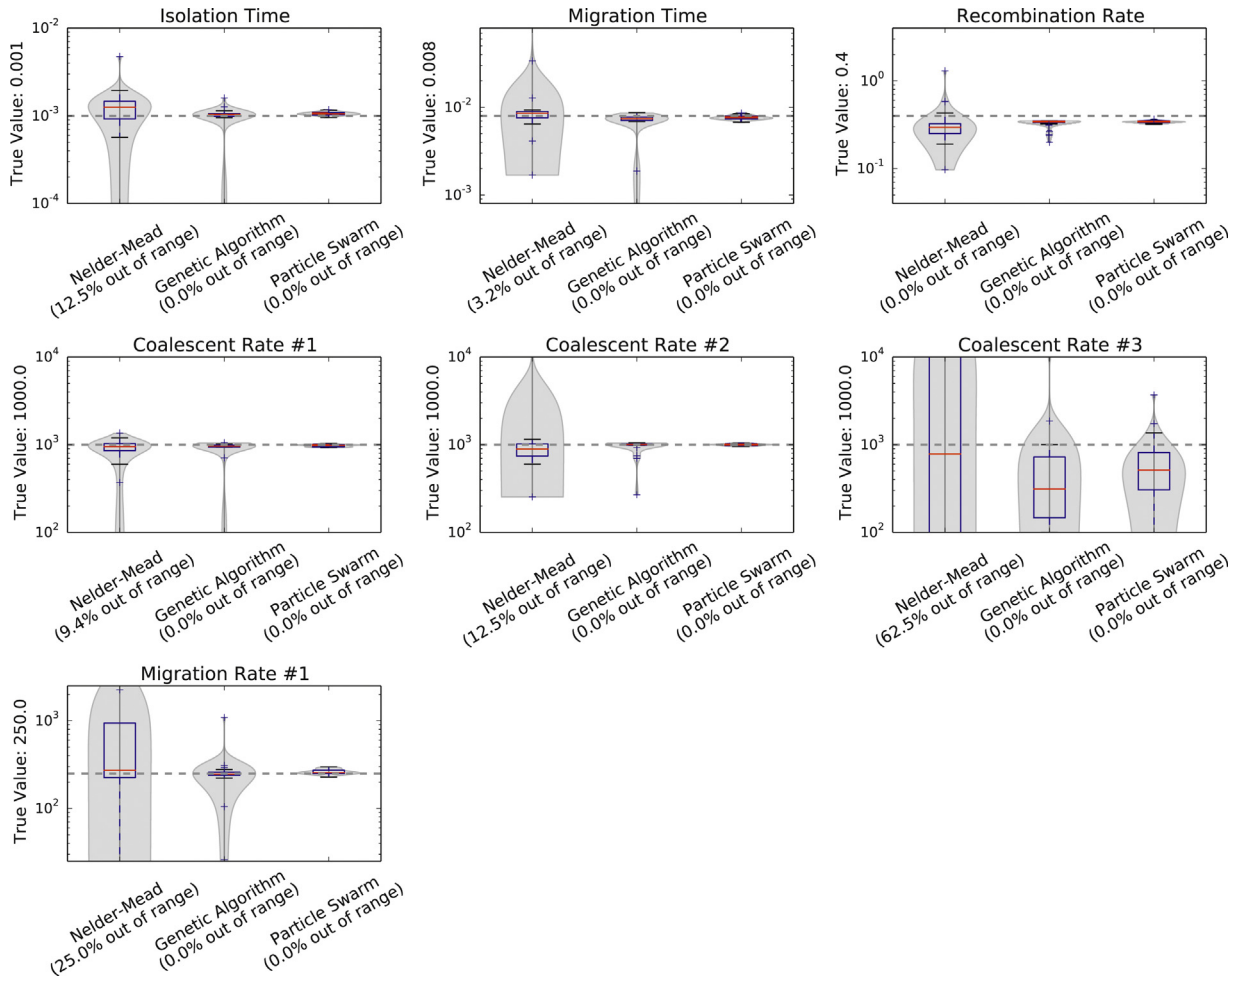 Isolation Time
True Value: 0.001
10^-2
10^-3
10^-4
Nelder-Mead
(12.5% out of range)
Genetic Algorithm
(0.0% out of range)
Particle Swarm
(0.0% out of range)
Migration Time
True Value: 0.008
10^-2
10^-3
Nelder-Mead
(3.2% out of range)
Genetic Algorithm
(0.0% out of range)
Particle Swarm
(0.0% out of range)
Recombination Rate
True Value: 0.4
10^0
10^-1
Nelder-Mead
(0.0% out of range)
Genetic Algorithm
(0.0% out of range)
Particle Swarm
(0.0% out of range)
Coalescent Rate #1
True Value: 1000.0
10^4
10^3
10^2
Nelder-Mead
(9.4% out of range)
Genetic Algorithm
(0.0% out of range)
Particle Swarm
(0.0% out of range)
Coalescent Rate #2
True Value: 1000.0
10^4
10^3
10^2
Nelder-Mead
(12.5% out of range)
Genetic Algorithm
(0.0% out of range)
Particle Swarm
(0.0% out of range)
Coalescent Rate #3
True Value: 1000.0
10^4
10^3
10^2
Nelder-Mead
(62.5% out of range)
Genetic Algorithm
(0.0% out of range)
Particle Swarm
(0.0% out of range)
Migration Rate #1
True Value: 250.0
10^3
10^2
Nelder-Mead
(25.0% out of range)
Genetic Algorithm
(0.0% out of range)
Particle Swarm
(0.0% out of range)